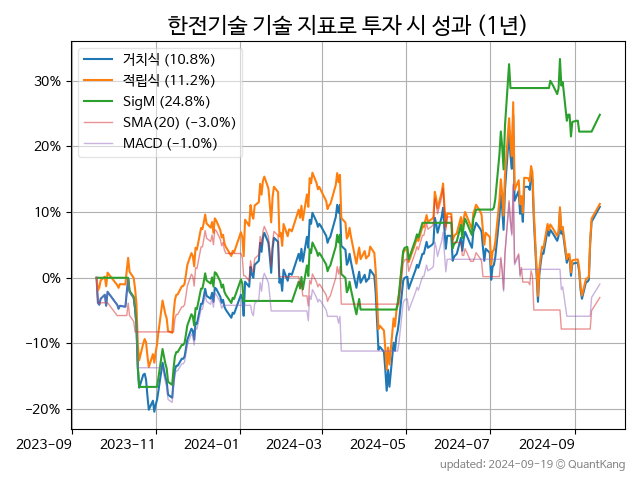 한전기술 기술 지표로 투자 시 성과 (1년)
거치식 (10.8%)
적립식 (11.2%)
SigM (24.8%)
SMA(20) (−3.0%)
MACD (−1.0%)
30%
20%
10%
0%
−10%
−20%
2023-09 2023-11 2024-01 2024-03 2024-05 2024-07 2024-09
updated: 2024-09-19 © QuantKang